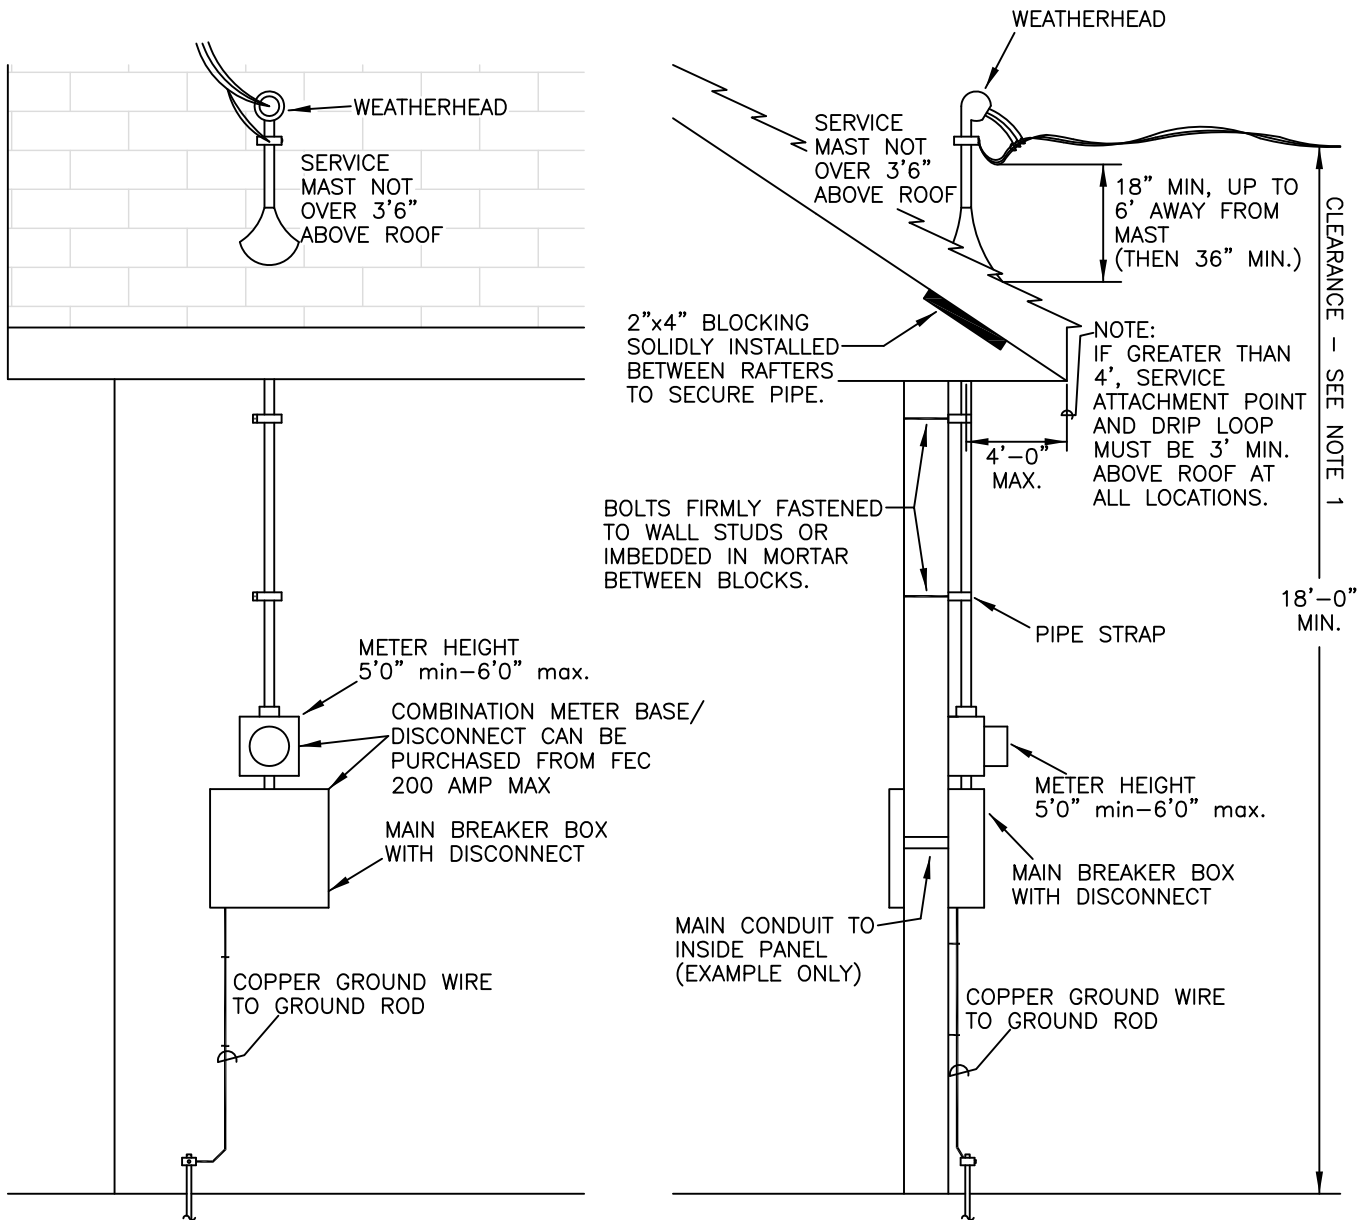 WEATHERHEAD
SERVICE
MAST NOT
OVER 3'6"
ABOVE ROOF
METER HEIGHT
5'0" min–6'0" max.
COMBINATION METER BASE/
DISCONNECT CAN BE
PURCHASED FROM FEC
200 AMP MAX
MAIN BREAKER BOX
WITH DISCONNECT
COPPER GROUND WIRE
TO GROUND ROD
WEATHERHEAD
SERVICE
MAST NOT
OVER 3'6"
ABOVE ROOF
18" MIN, UP TO
6' AWAY FROM
MAST
(THEN 36" MIN.)
CLEARANCE – SEE NOTE 1
2"x4" BLOCKING
SOLIDLY INSTALLED
BETWEEN RAFTERS
TO SECURE PIPE.
NOTE:
IF GREATER THAN
4', SERVICE
ATTACHMENT POINT
AND DRIP LOOP
MUST BE 3' MIN.
ABOVE ROOF AT
ALL LOCATIONS.
4'–0"
MAX.
BOLTS FIRMLY FASTENED
TO WALL STUDS OR
IMBEDDED IN MORTAR
BETWEEN BLOCKS.
18'–0"
MIN.
PIPE STRAP
METER HEIGHT
5'0" min–6'0" max.
MAIN BREAKER BOX
WITH DISCONNECT
MAIN CONDUIT TO
INSIDE PANEL
(EXAMPLE ONLY)
COPPER GROUND WIRE
TO GROUND ROD